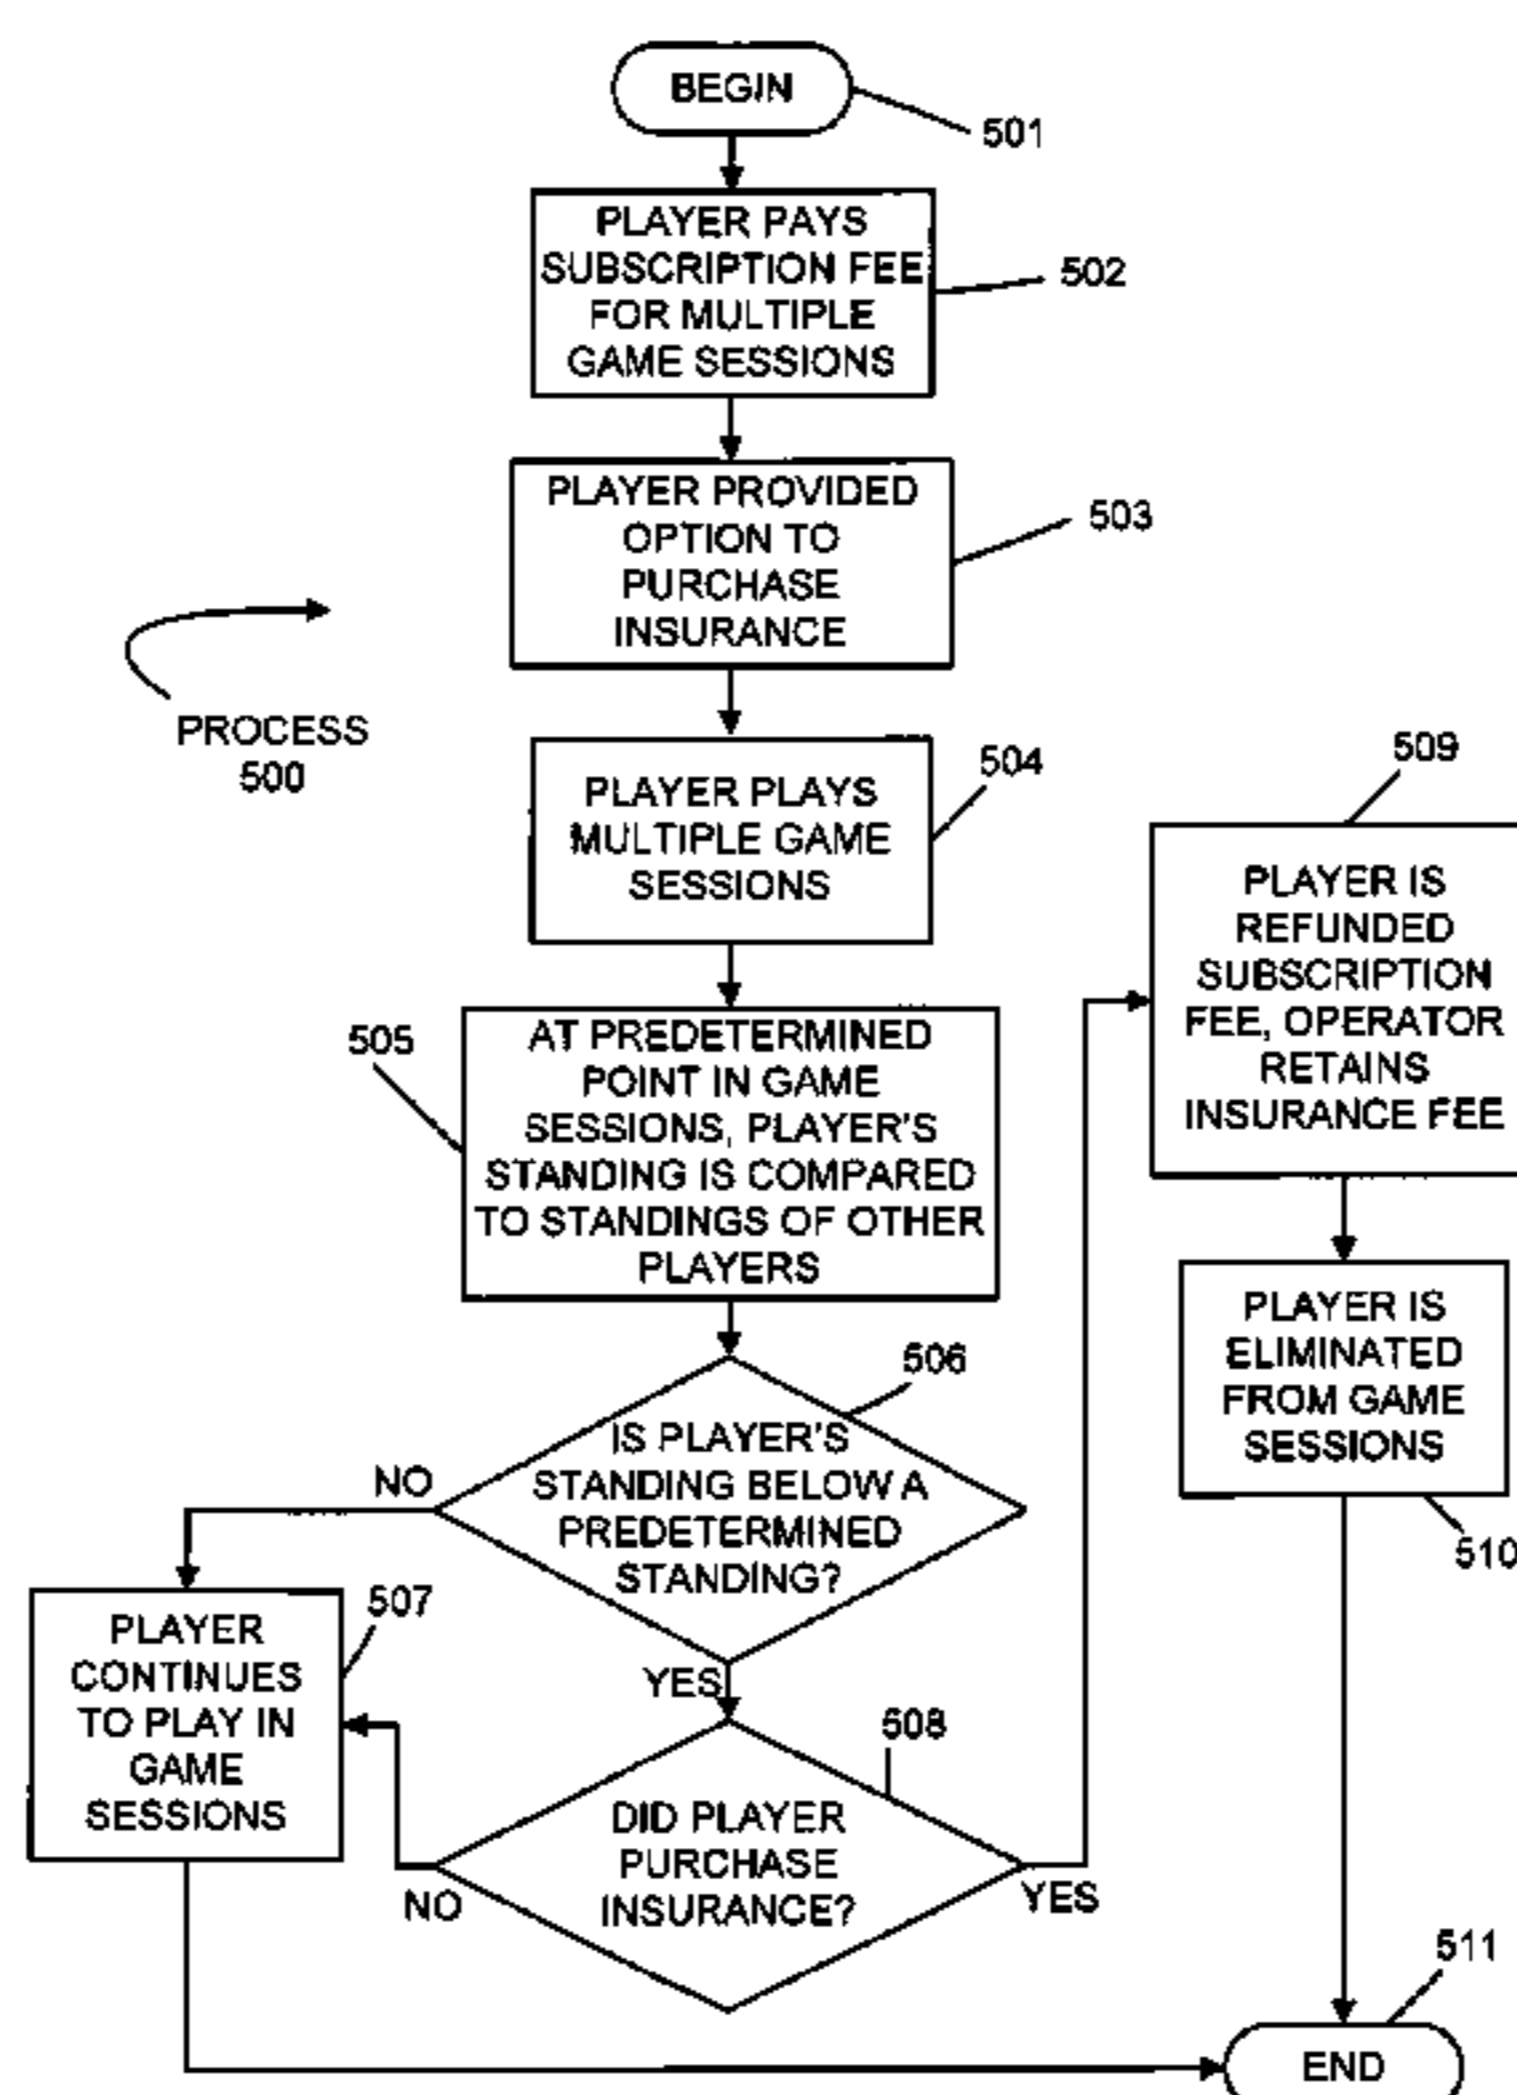 BEGIN
501
PLAYER PAYS
SUBSCRIPTION FEE
FOR MULTIPLE
GAME SESSIONS
502
PLAYER PROVIDED
OPTION TO
PURCHASE
INSURANCE
503
PROCESS
500
PLAYER PLAYS
MULTIPLE GAME
SESSIONS
504
505
AT PREDETERMINED
POINT IN GAME
SESSIONS, PLAYER'S
STANDING IS COMPARED
TO STANDINGS OF OTHER
PLAYERS
506
IS PLAYER'S
STANDING BELOW A
PREDETERMINED
STANDING?
NO
YES
507
PLAYER
CONTINUES
TO PLAY IN
GAME
SESSIONS
508
DID PLAYER
PURCHASE
INSURANCE?
NO
YES
509
PLAYER IS
REFUNDED
SUBSCRIPTION
FEE, OPERATOR
RETAINS
INSURANCE FEE
PLAYER IS
ELIMINATED
FROM GAME
SESSIONS
510
511
END